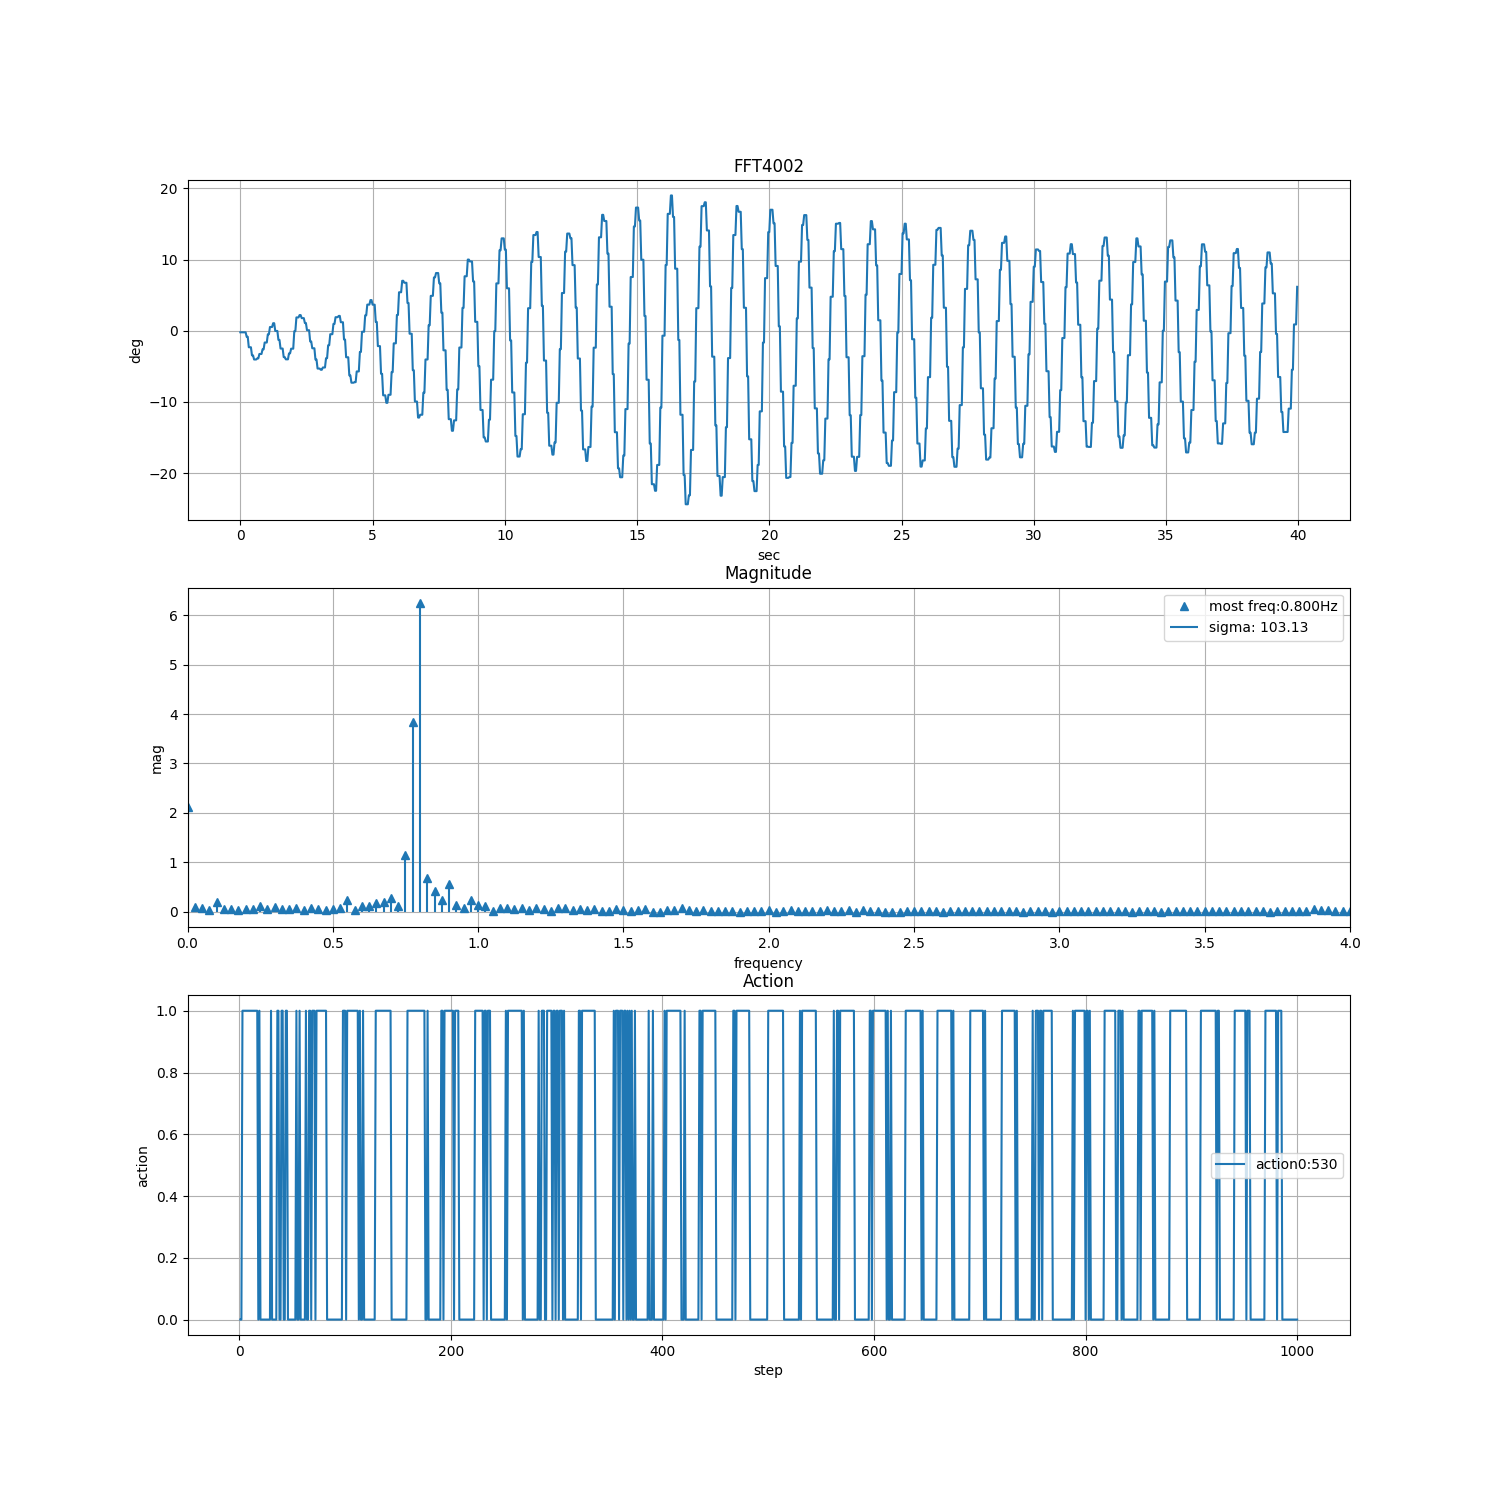 FFT4002
20
10
0
−10
−20
deg
0 5 10 15 20 25 30 35 40
sec
Magnitude
most freq:0.800Hz
sigma: 103.13
6
5
4
3
2
1
0
mag
0.0 0.5 1.0 1.5 2.0 2.5 3.0 3.5 4.0
frequency
Action
1.0
0.8
0.6
0.4
0.2
0.0
action
action0:530
0 200 400 600 800 1000
step